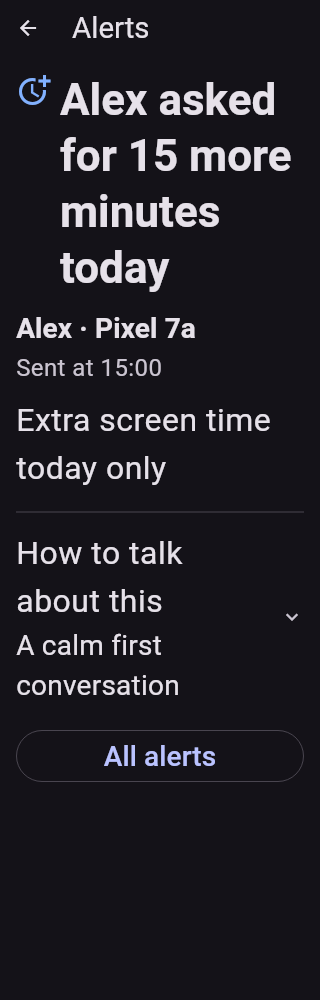 Alerts
Alex asked
for 15 more
minutes
today
Alex · Pixel 7a
Sent at 15:00
Extra screen time
today only
How to talk
about this
A calm first
conversation
All alerts